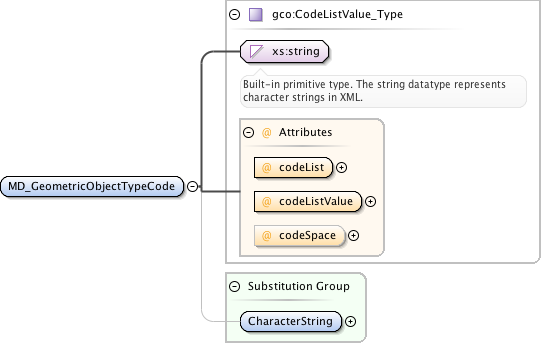 gco:CodeListValue_Type
xs:string
Built-in primitive type. The string datatype represents
character strings in XML.
@ Attributes
@ codeList
@ codeListValue
@ codeSpace
MD_GeometricObjectTypeCode
Substitution Group
CharacterString